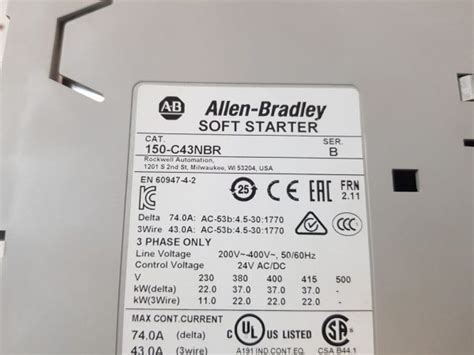 AB Allen-Bradley
SOFT STARTER
CAT. SER.
150-C43NBR B
Rockwell Automation,
1201 S 2nd St, Milwaukee, WI 53204, USA
EN 60947-4-2
25 CE EAC FRN
2.11
Delta 74.0A: AC-53b:4.5-30:1770
3Wire 43.0A: AC-53b:4.5-30:1770 CCC
3 PHASE ONLY
Line Voltage 200V~-400V~, 50/60Hz
Control Voltage 24V AC/DC
V 230 380 400 415 500
kW(delta) 22.0 37.0 37.0 37.0 -
kW(3Wire) 11.0 22.0 22.0 22.0 -
MAX CONT.CURRENT
74.0A (delta) UL US LISTED SA
43.0A (3wire) A191 IND.CONT EQ. CSA B44.1